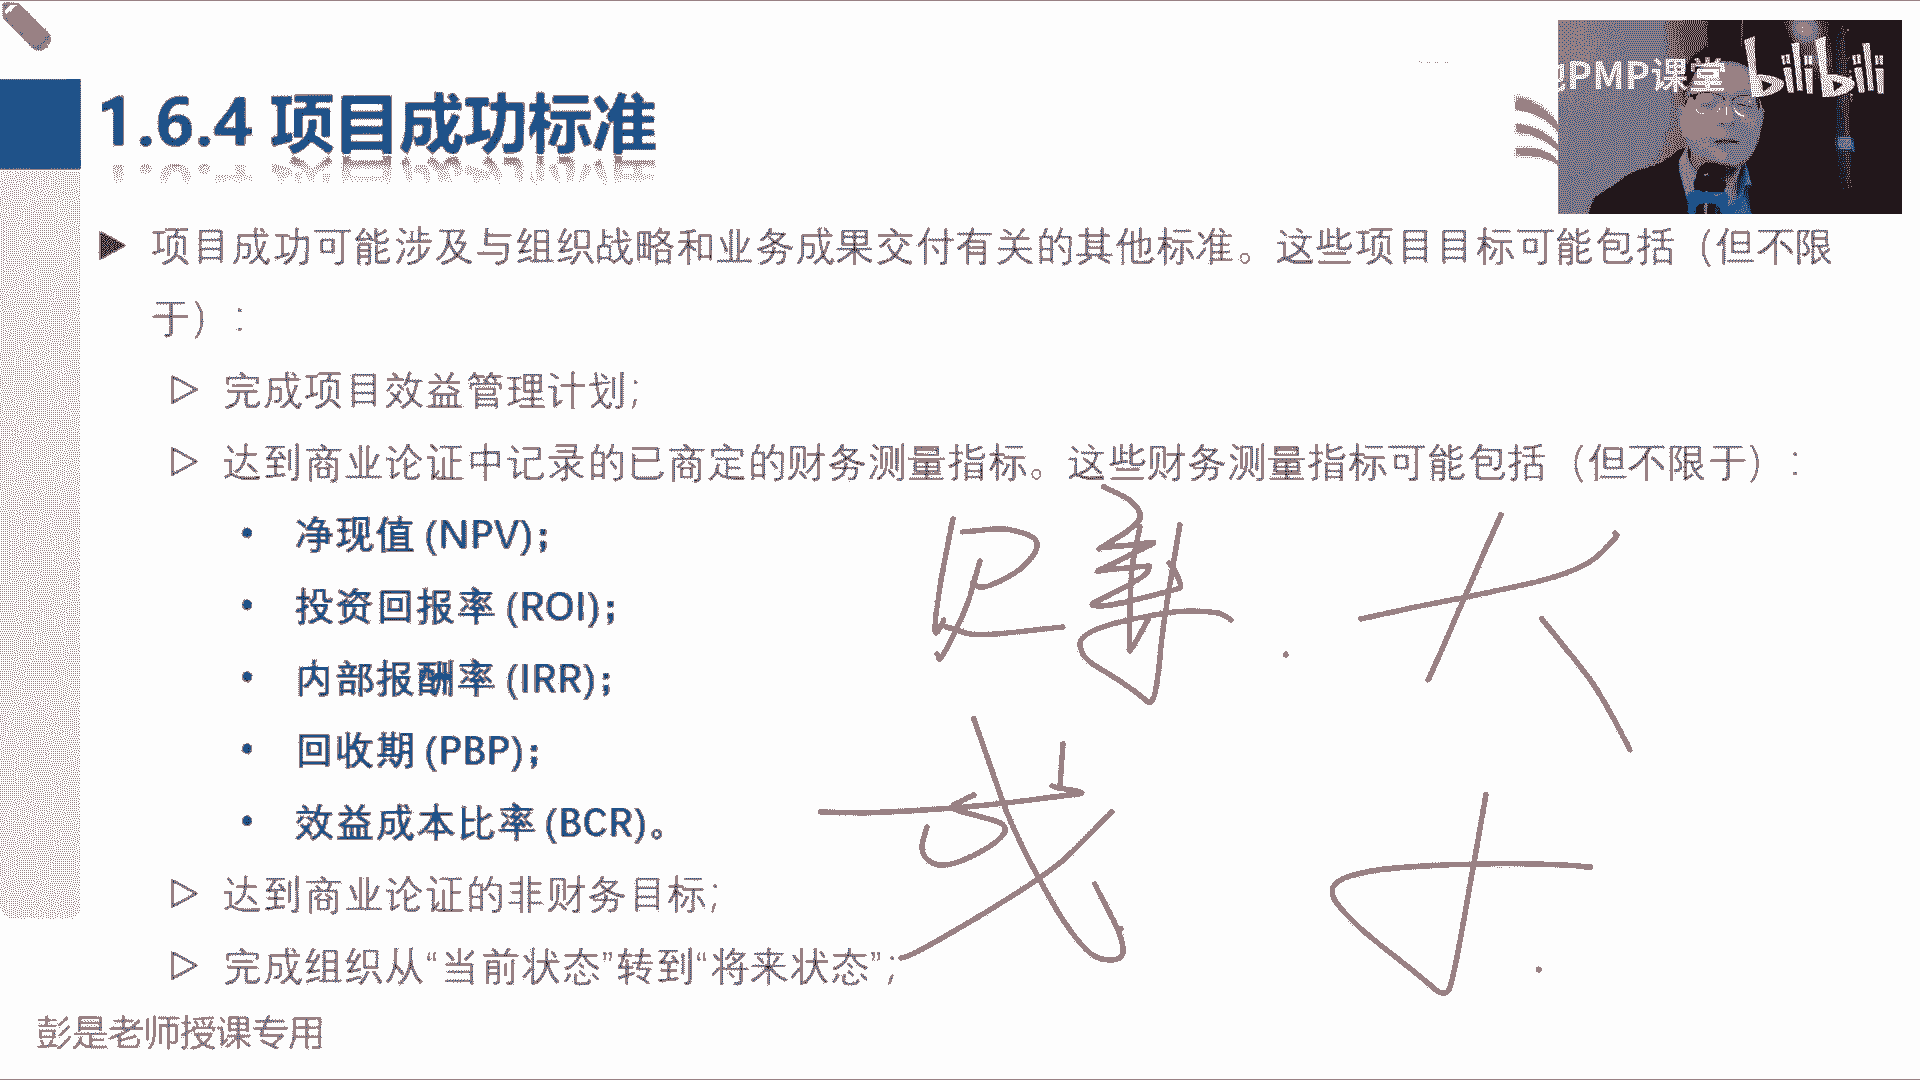 PMP课堂 bilibili
1.6.4 项目成功标准
项目成功可能涉及与组织战略和业务成果交付有关的其他标准。这些项目目标可能包括（但不限
于）：
完成项目效益管理计划；
达到商业论证中记录的已商定的财务测量指标。这些财务测量指标可能包括（但不限于）：
• 净现值 (NPV)；
• 投资回报率 (ROI)；
• 内部报酬率 (IRR)；
• 回收期 (PBP)；
• 效益成本比率 (BCR)。
达到商业论证的非财务目标；
完成组织从“当前状态”转到“将来状态”；
彭是老师授课专用